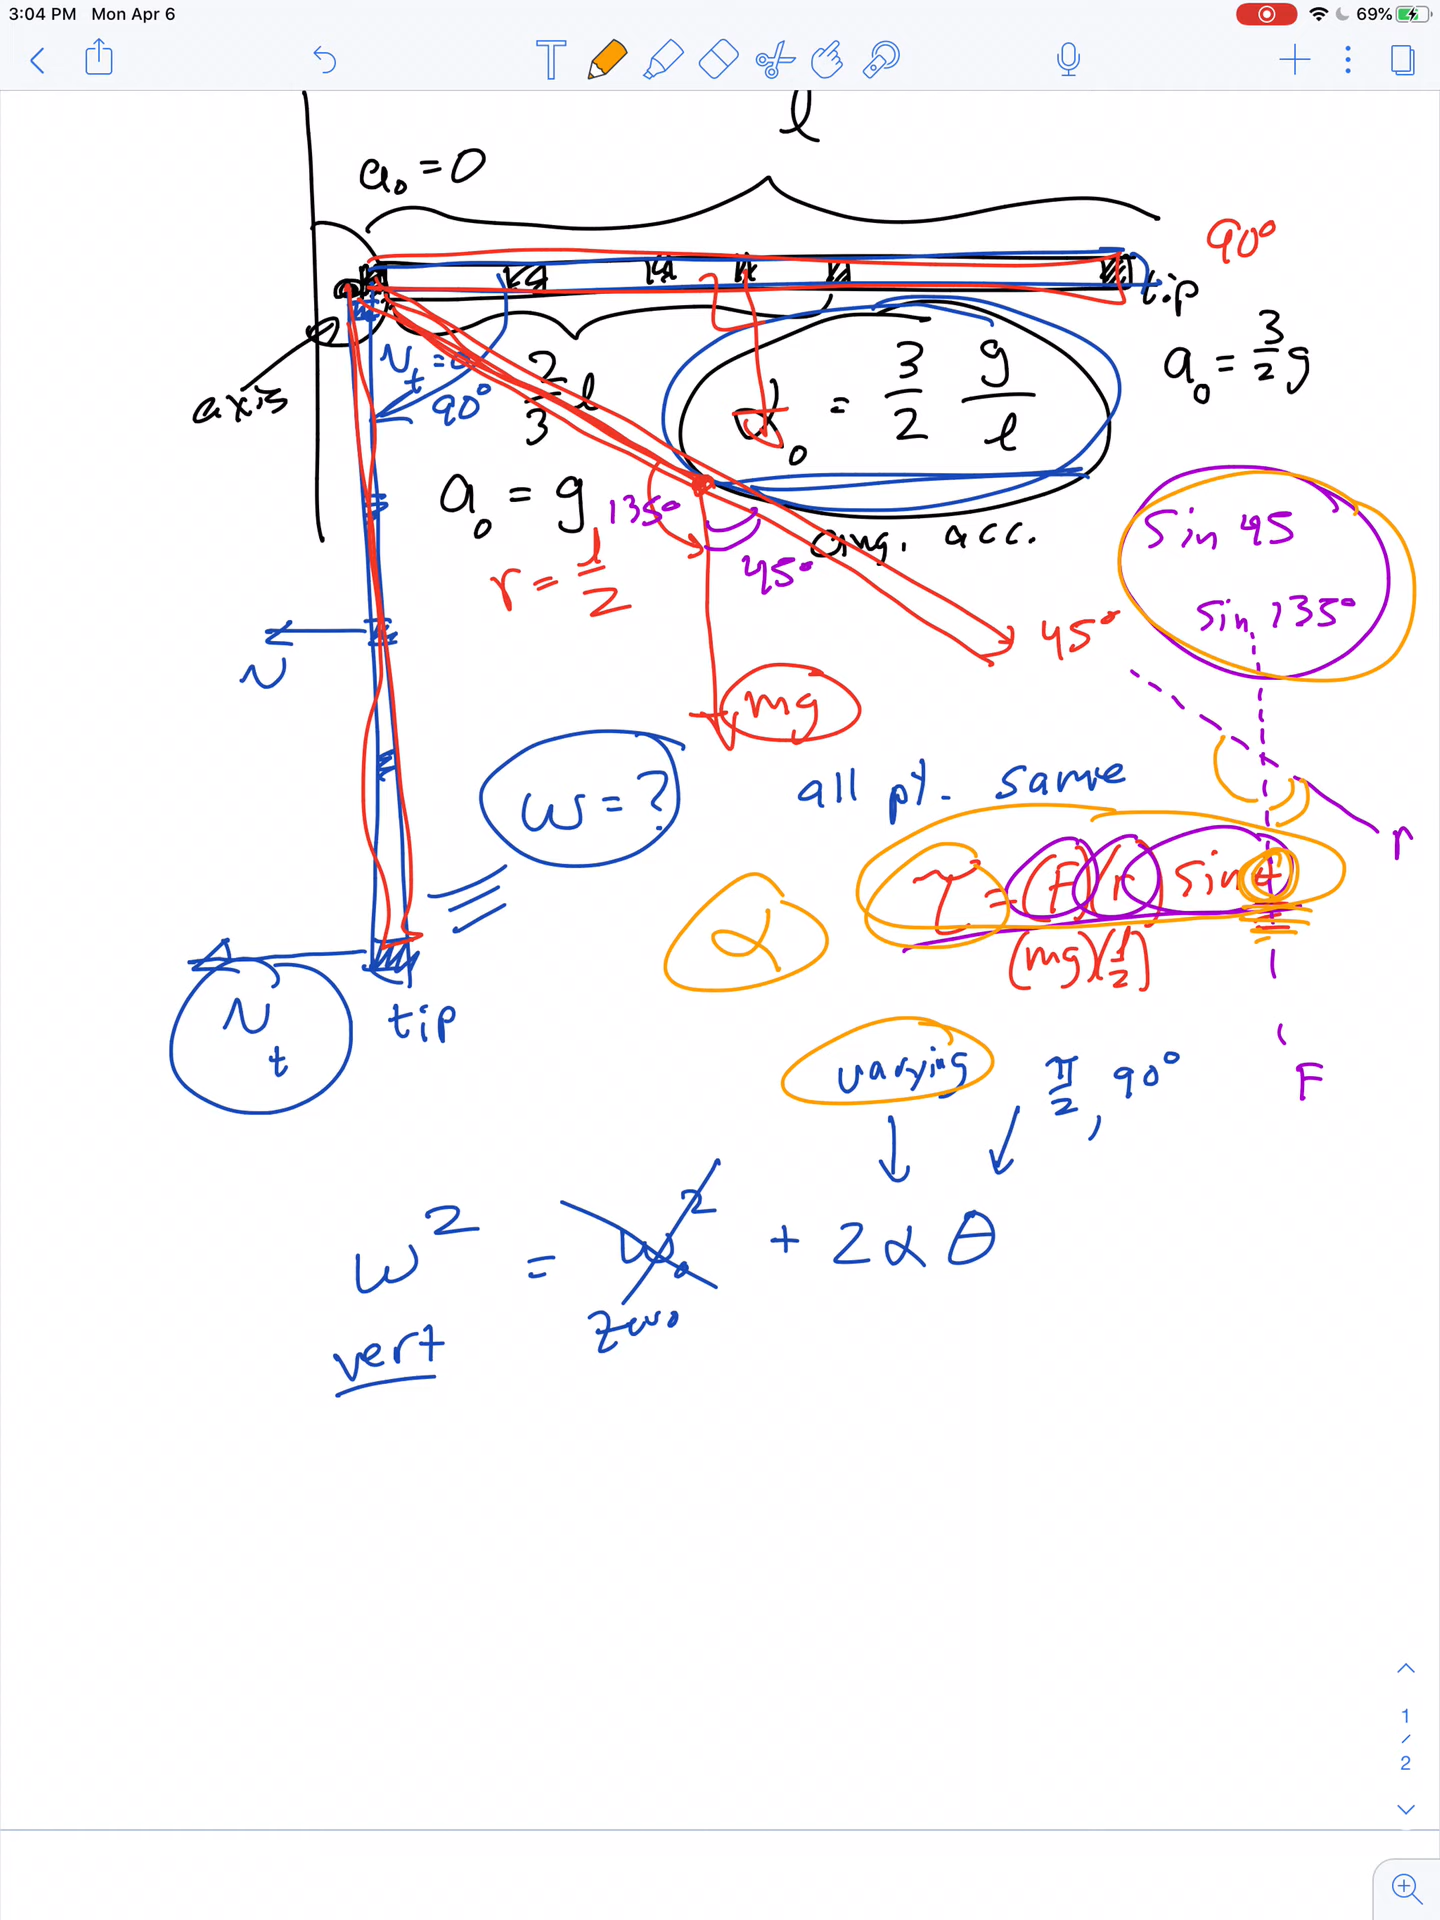 3:04 PM Mon Apr 6
69%
T
l
a₀ = 0
90°
tip
axis
v_t = 0
90°
2/3 l
α₀ = 3/2 g/l
a₀ = 3/2 g
a₀ = g
135°
ang. acc.
r = l/2
45°
45°
Sin 45
Sin 135°
v
mg
ω = ?
all pt. same
r
τ = (F)(r) Sin θ
α
(mg)(l/2)
v_t
tip
varying
π/2, 90°
F
ω² = ω₀² + 2αθ
zero
vert
1
/
2